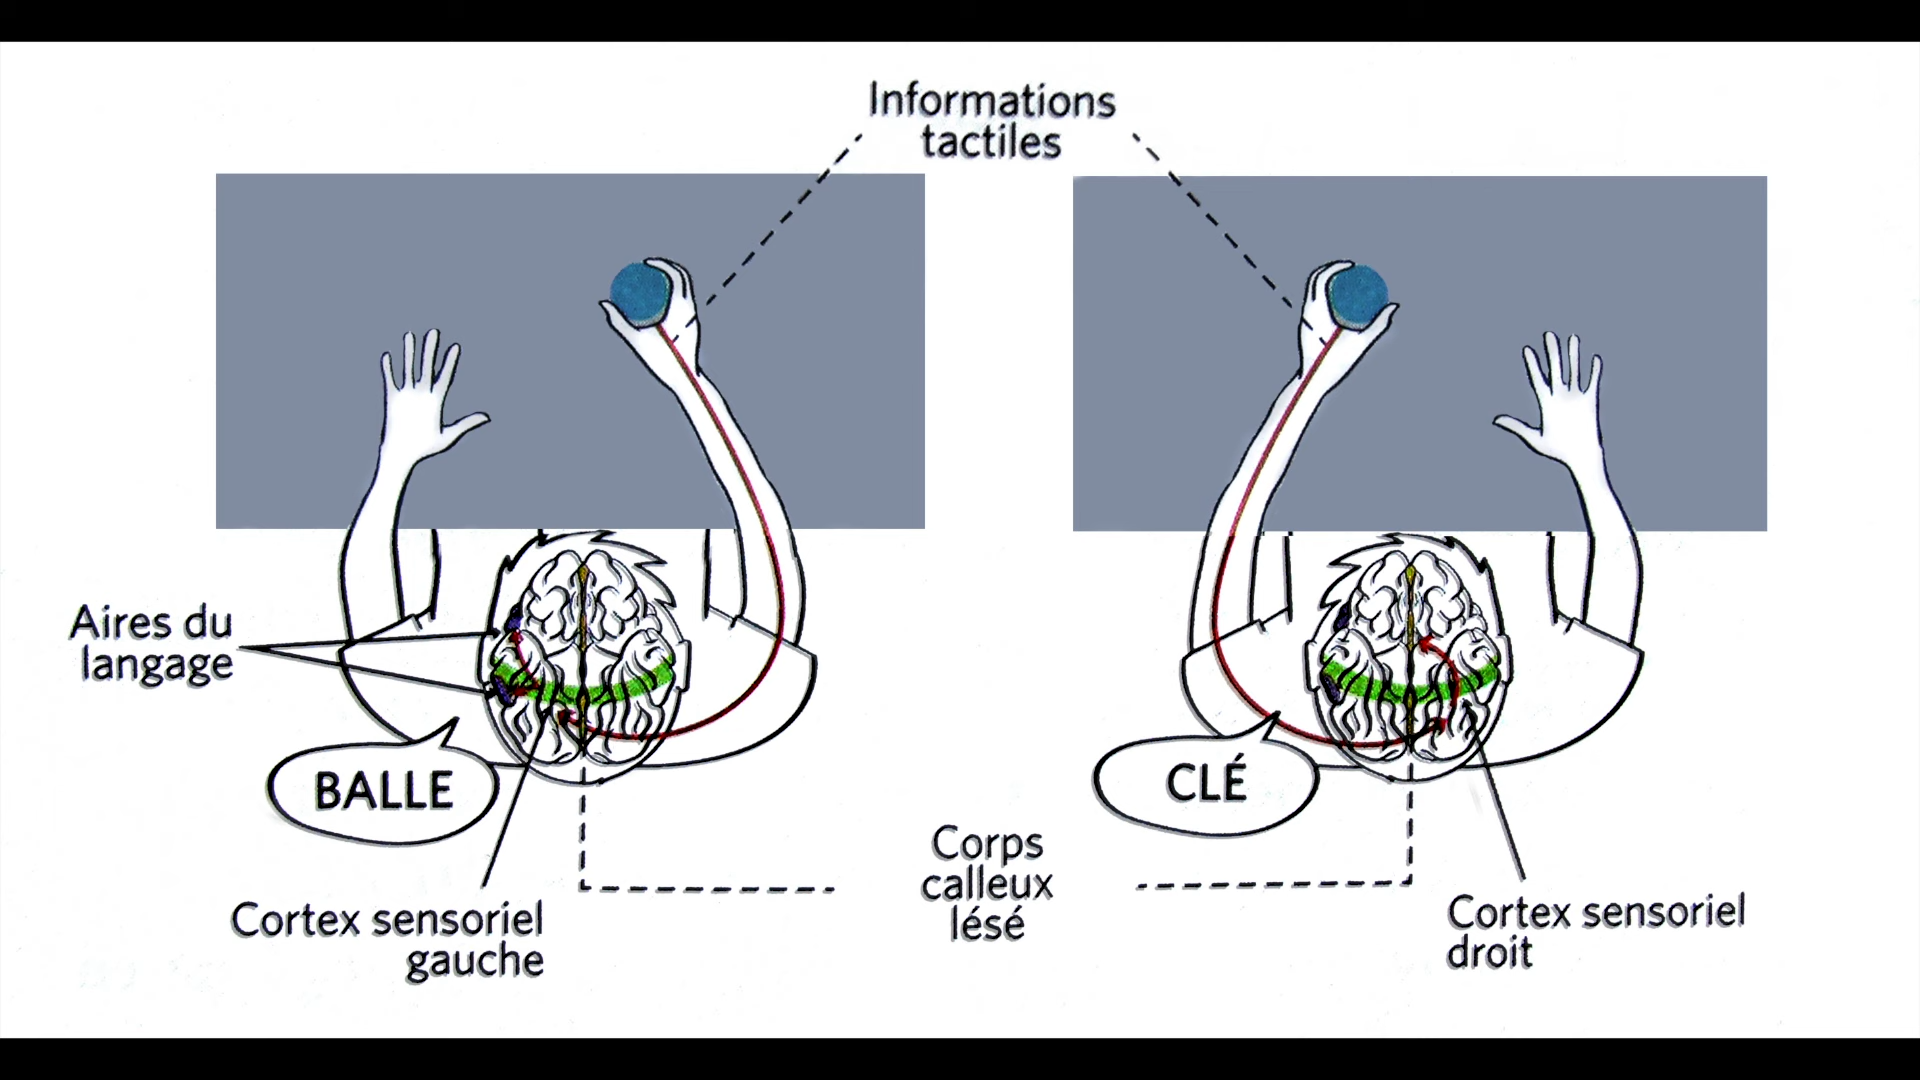 Informations
tactiles
Aires du
langage
BALLE
CLÉ
Corps
calleux
lésé
Cortex sensoriel
gauche
Cortex sensoriel
droit